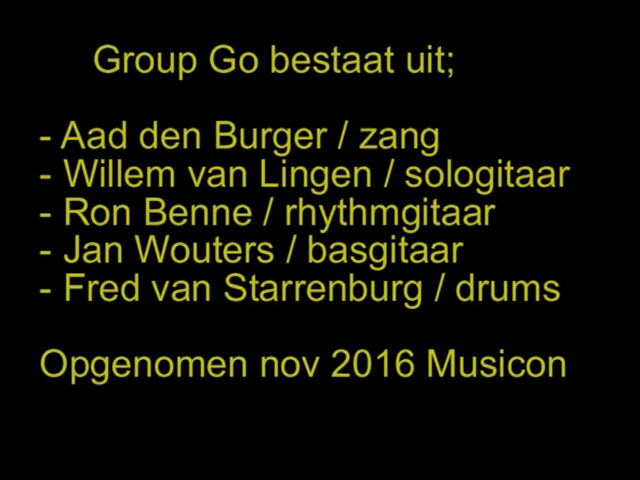 Group Go bestaat uit;
- Aad den Burger / zang
- Willem van Lingen / sologitaar
- Ron Benne / rhythmgitaar
- Jan Wouters / basgitaar
- Fred van Starrenburg / drums
Opgenomen nov 2016 Musicon